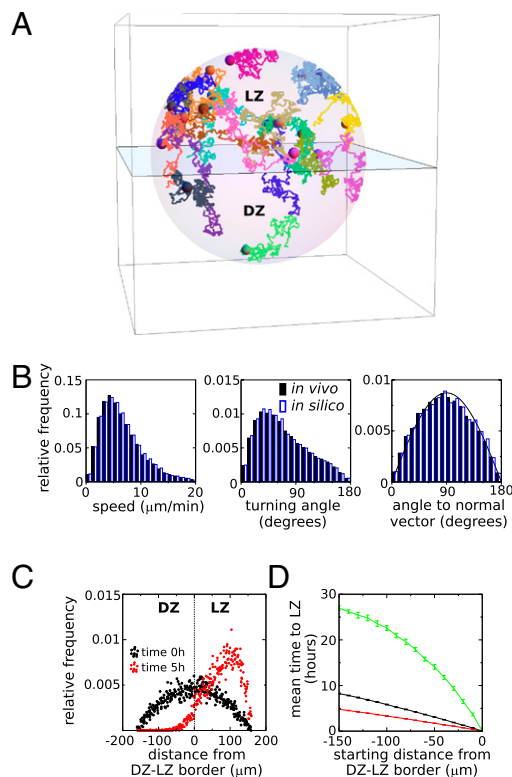 A
LZ
DZ
B
relative frequency
0.15
0.1
0.05
0
0 10 20
speed (μm/min)
0.015
0.01
0.005
0
90 180
turning angle
(degrees)
in vivo
in silico
0.01
0.005
0
0 90 180
angle to normal
vector (degrees)
C
relative frequency
0.015
0.01
0.005
DZ LZ
time 0h
time 5h
-200 -100 0 100 200
distance from
DZ-LZ border (μm)
D
mean time to LZ
(hours)
30
20
10
0
-150 -100 -50 0
starting distance from
DZ-LZ border (μm)